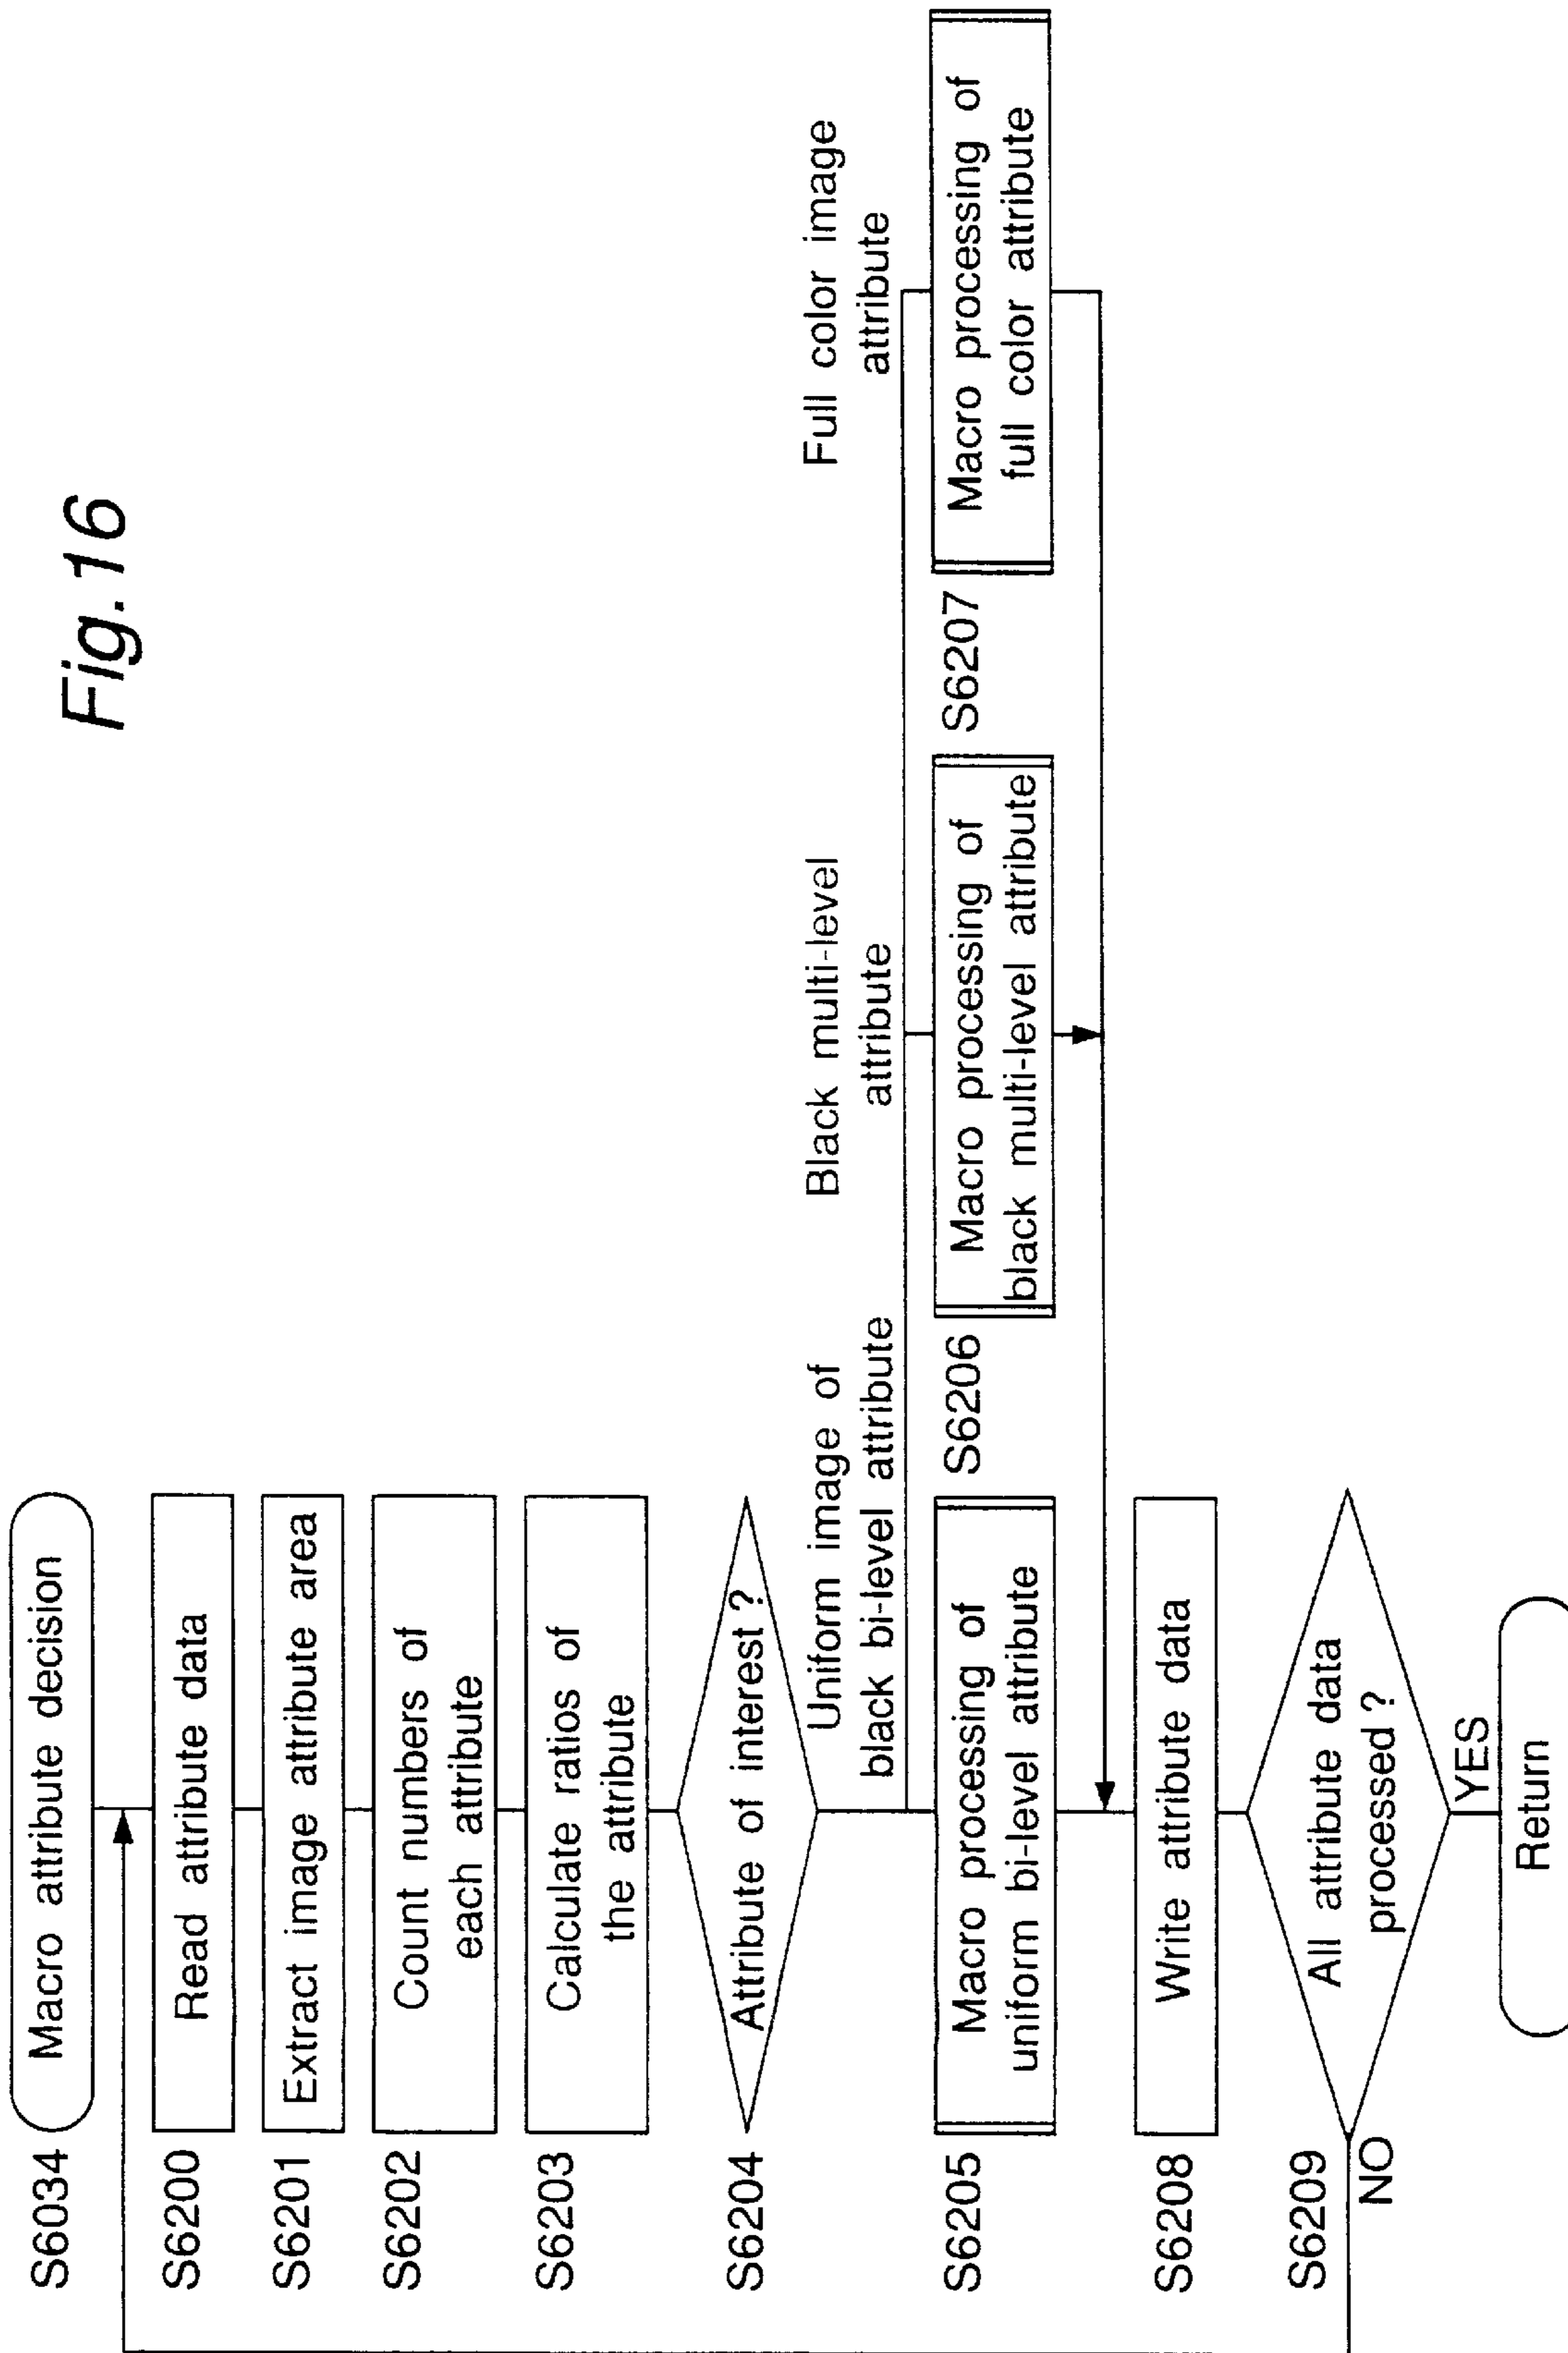 Fig.16
S6034
Macro attribute decision
S6200
Read attribute data
S6201
Extract image attribute area
S6202
Count numbers of
each attribute
S6203
Calculate ratios of
the attribute
S6204
Attribute of interest ?
Uniform image of
black bi-level attribute
Black multi-level
attribute
Full color image
attribute
S6205
Macro processing of
uniform bi-level attribute
S6206
Macro processing of
black multi-level attribute
S6207
Macro processing of
full color attribute
S6208
Write attribute data
S6209
All attribute data
processed ?
NO
YES
Return